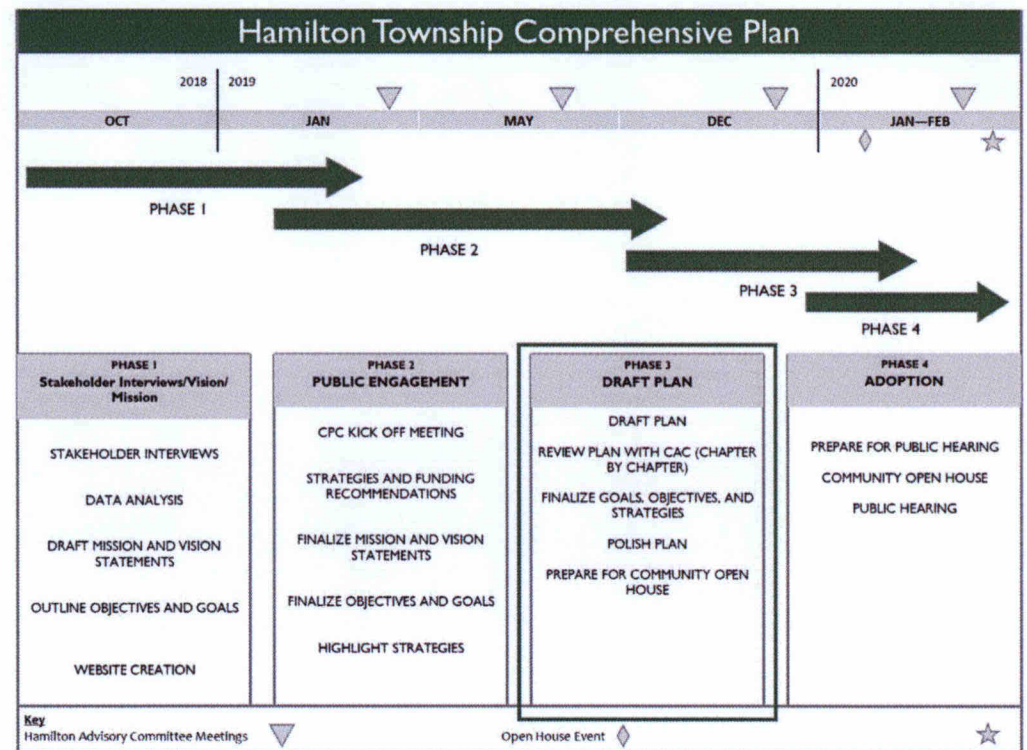 Hamilton Township Comprehensive Plan
2018 2019 2020
OCT JAN MAY DEC JAN—FEB
PHASE 1
PHASE 2
PHASE 3
PHASE 4
PHASE 1
Stakeholder Interviews/Vision/
Mission
STAKEHOLDER INTERVIEWS
DATA ANALYSIS
DRAFT MISSION AND VISION
STATEMENTS
OUTLINE OBJECTIVES AND GOALS
WEBSITE CREATION
PHASE 2
PUBLIC ENGAGEMENT
CPC KICK OFF MEETING
STRATEGIES AND FUNDING
RECOMMENDATIONS
FINALIZE MISSION AND VISION
STATEMENTS
FINALIZE OBJECTIVES AND GOALS
HIGHLIGHT STRATEGIES
PHASE 3
DRAFT PLAN
DRAFT PLAN
REVIEW PLAN WITH CAC (CHAPTER
BY CHAPTER)
FINALIZE GOALS, OBJECTIVES, AND
STRATEGIES
POLISH PLAN
PREPARE FOR COMMUNITY OPEN
HOUSE
PHASE 4
ADOPTION
PREPARE FOR PUBLIC HEARING
COMMUNITY OPEN HOUSE
PUBLIC HEARING
Key
Hamilton Advisory Committee Meetings
Open House Event